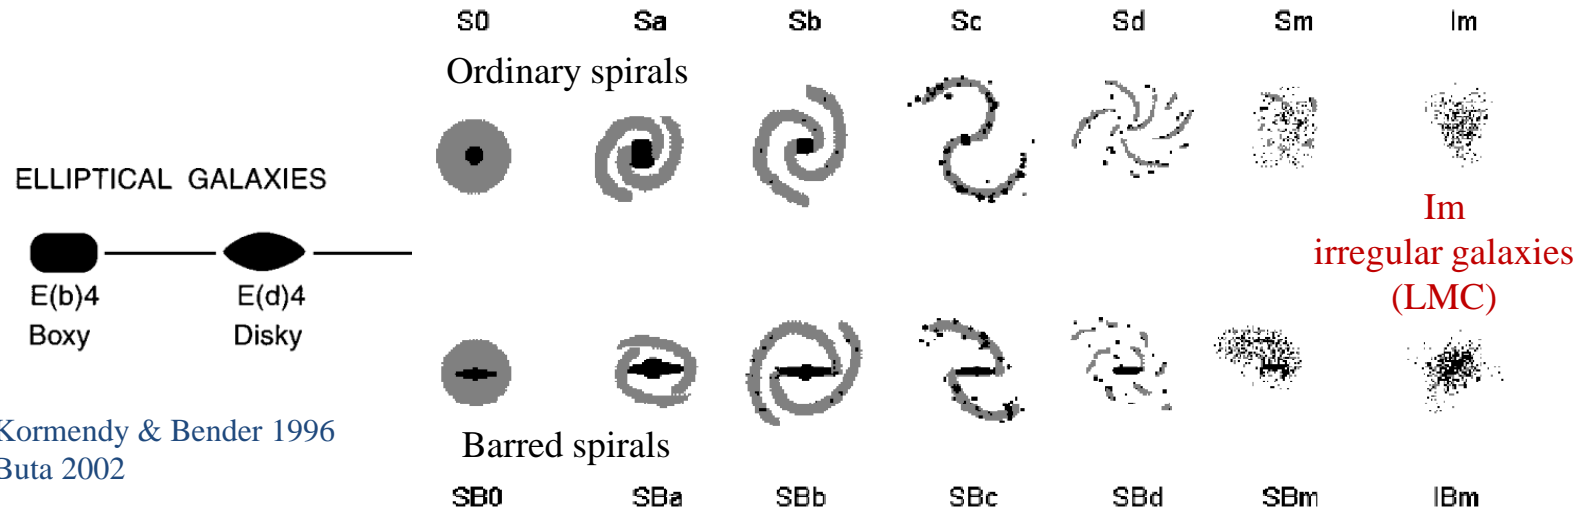 S0 Sa Sb Sc Sd Sm Im
Ordinary spirals
ELLIPTICAL GALAXIES
E(b)4 E(d)4
Boxy Disky
Im
irregular galaxies
(LMC)
Kormendy & Bender 1996
Buta 2002
Barred spirals
SB0 SBa SBb SBc SBd SBm IBm